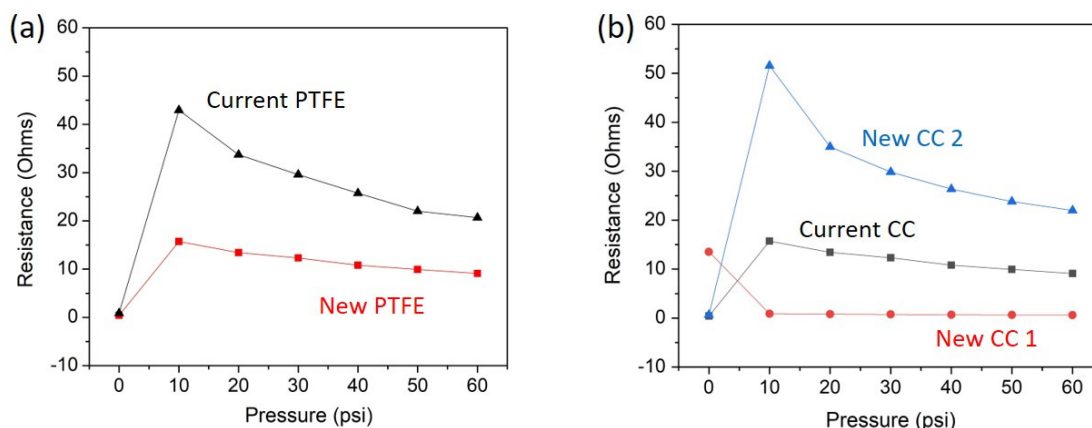 (a)
60
50
40
30
20
10
0
-10
Resistance (Ohms)
Current PTFE
New PTFE
0 10 20 30 40 50 60
Pressure (psi)
(b)
60
50
40
30
20
10
0
-10
Resistance (Ohms)
New CC 2
Current CC
New CC 1
0 10 20 30 40 50 60
Pressure (psi)